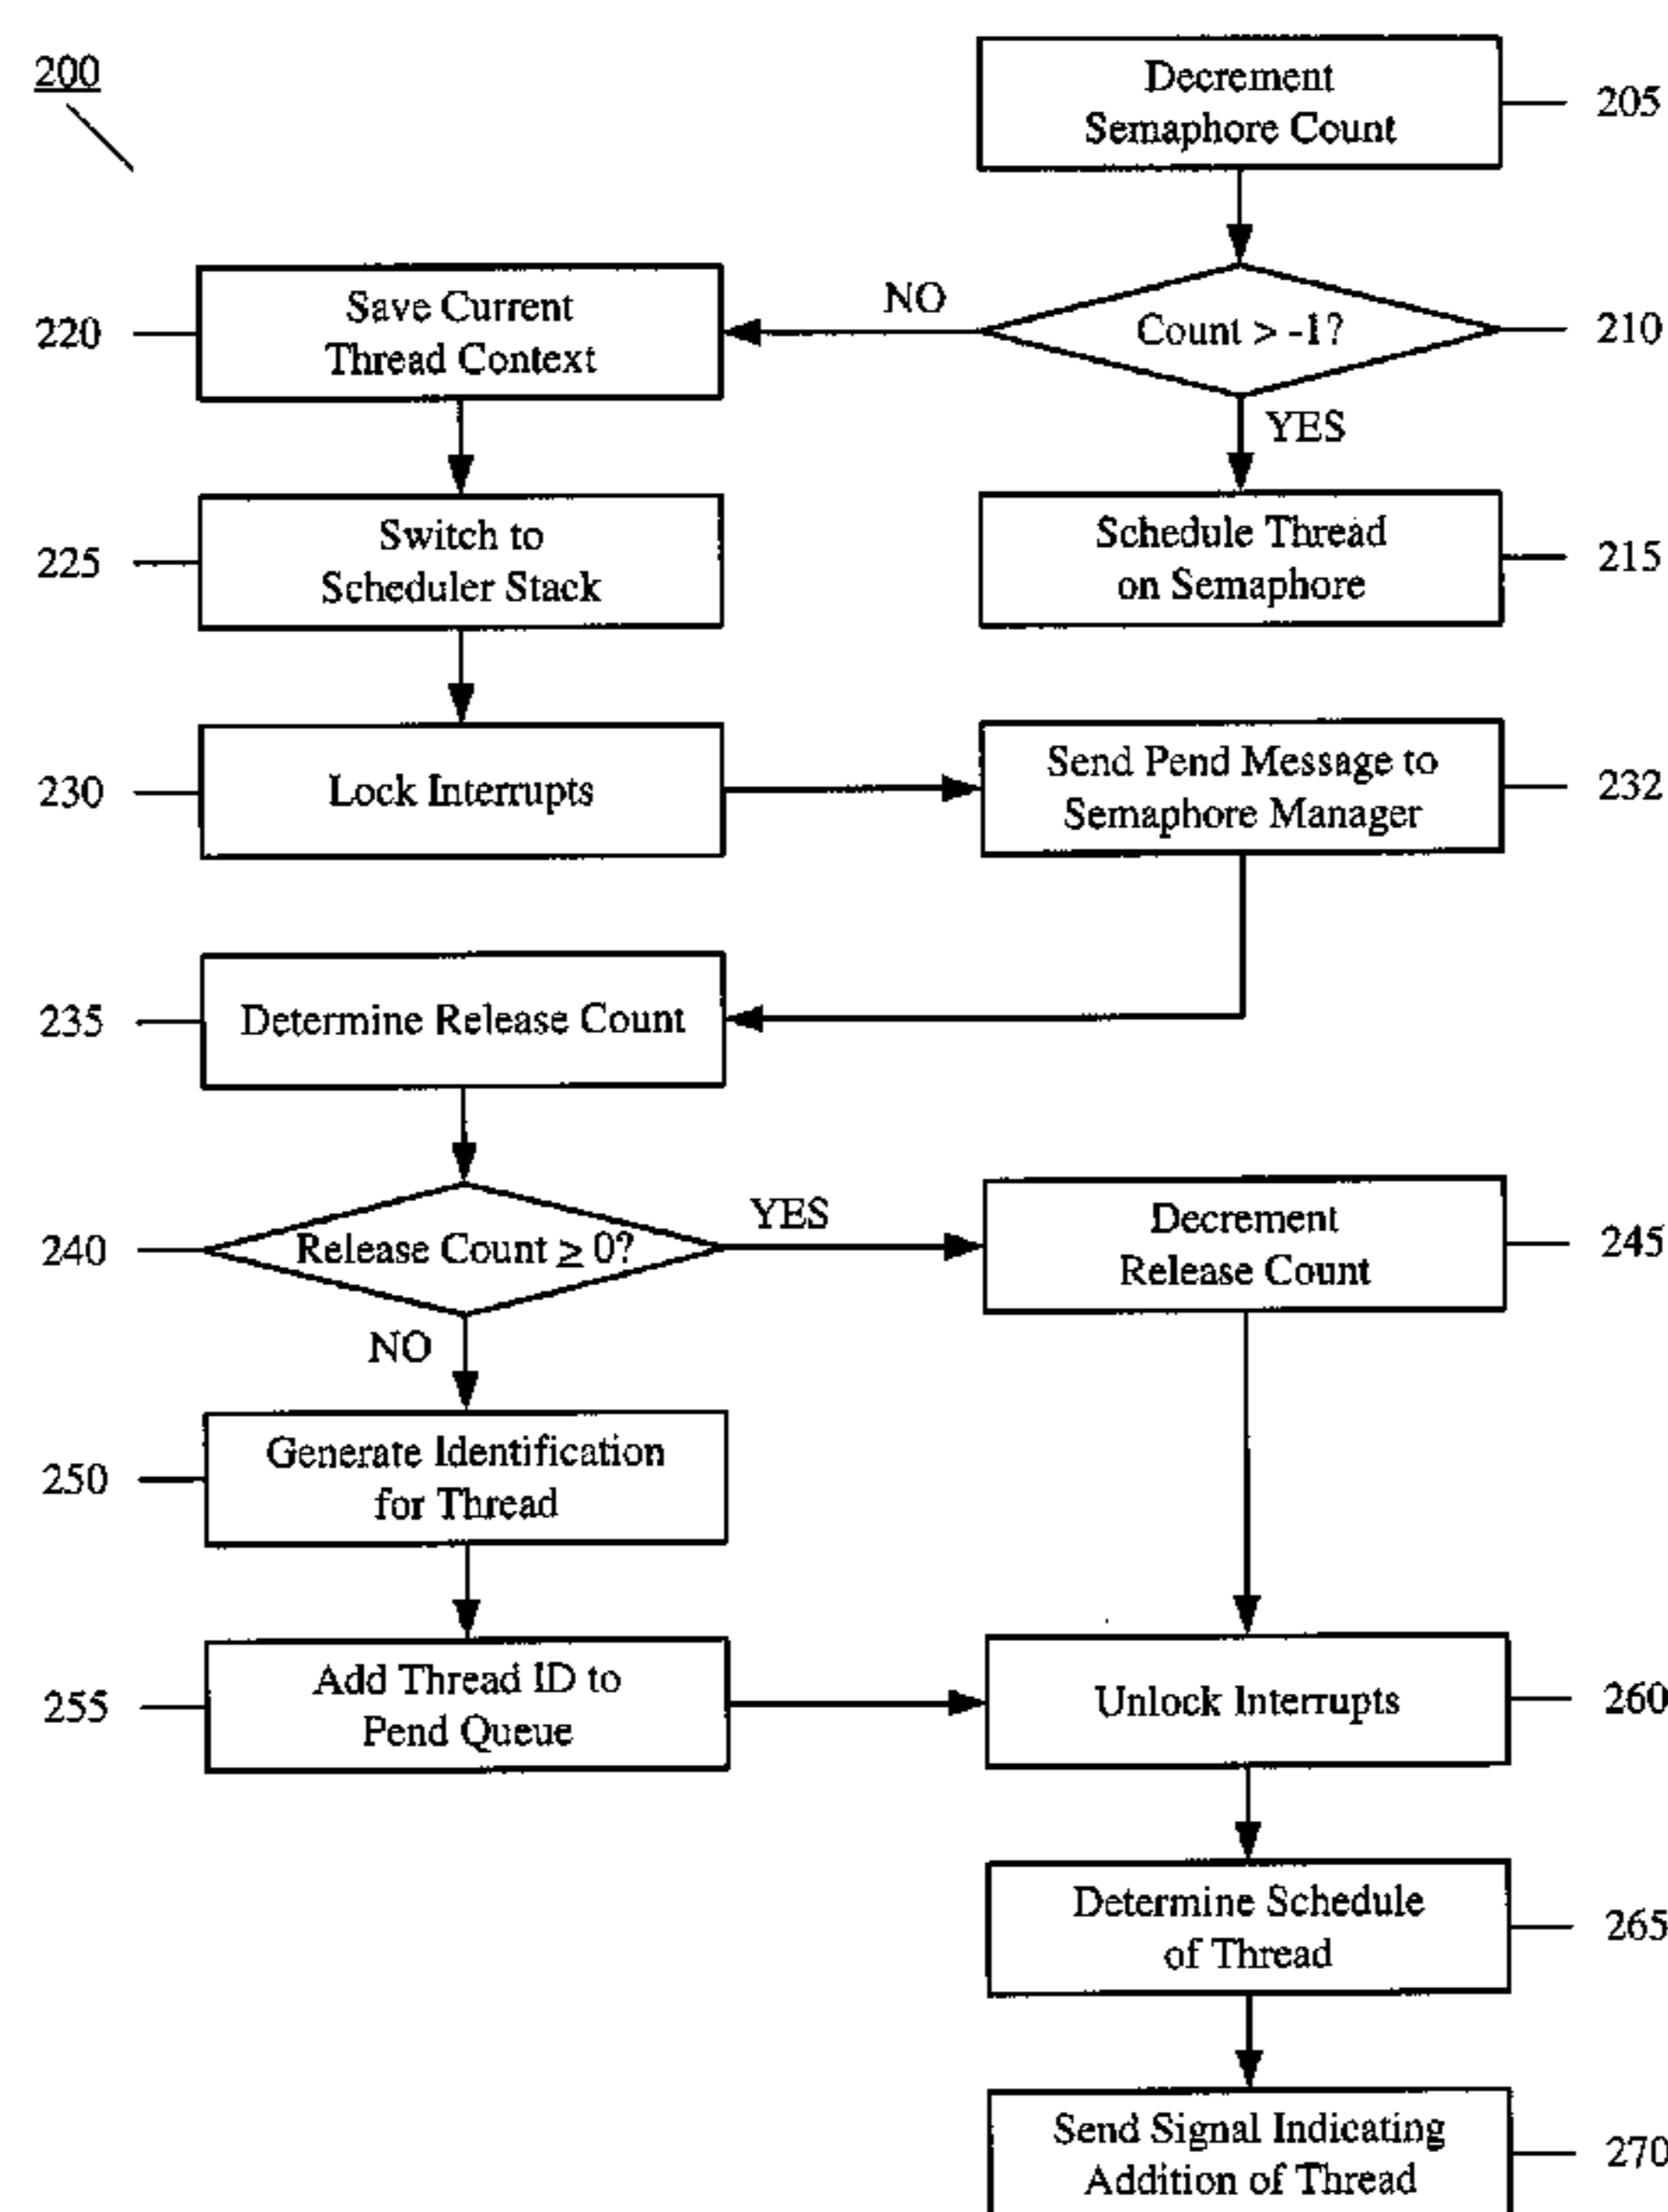 200
Decrement
Semaphore Count
205
Save Current
Thread Context
220
NO
Count > -1?
210
YES
Switch to
Scheduler Stack
225
Schedule Thread
on Semaphore
215
Lock Interrupts
230
Send Pend Message to
Semaphore Manager
232
Determine Release Count
235
Release Count ≥ 0?
240
YES
Decrement
Release Count
245
NO
Generate Identification
for Thread
250
Add Thread ID to
Pend Queue
255
Unlock Interrupts
260
Determine Schedule
of Thread
265
Send Signal Indicating
Addition of Thread
270